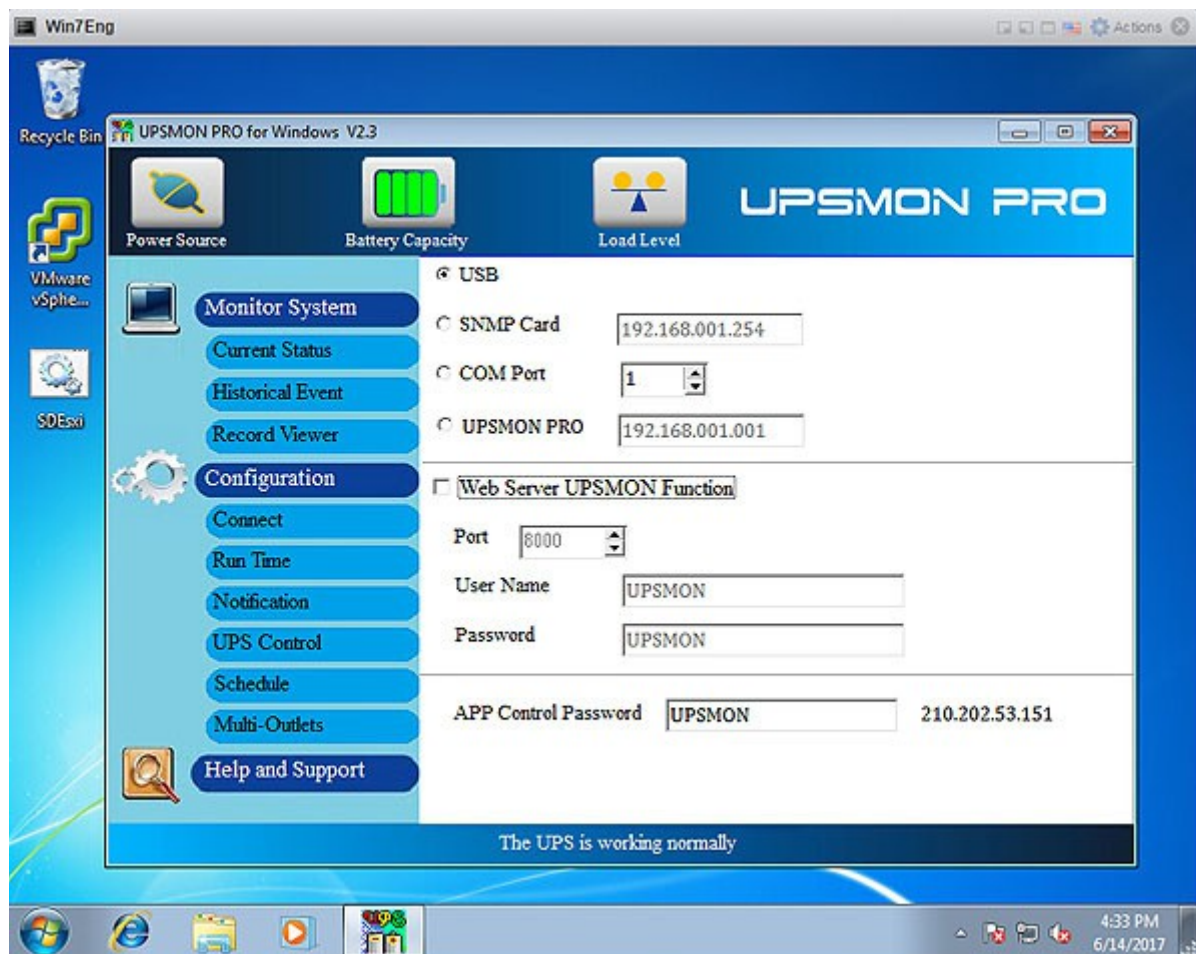 Win7Eng
Actions
Recycle Bin
UPSMON PRO for Windows V2.3
Power Source
Battery Capacity
Load Level
UPSMON PRO
VMware
vSphe...
SDEsxi
Monitor System
Current Status
Historical Event
Record Viewer
Configuration
Connect
Run Time
Notification
UPS Control
Schedule
Multi-Outlets
Help and Support
USB
SNMP Card 192.168.001.254
COM Port 1
UPSMON PRO 192.168.001.001
Web Server UPSMON Function
Port 8000
User Name UPSMON
Password UPSMON
APP Control Password UPSMON 210.202.53.151
The UPS is working normally
4:33 PM
6/14/2017